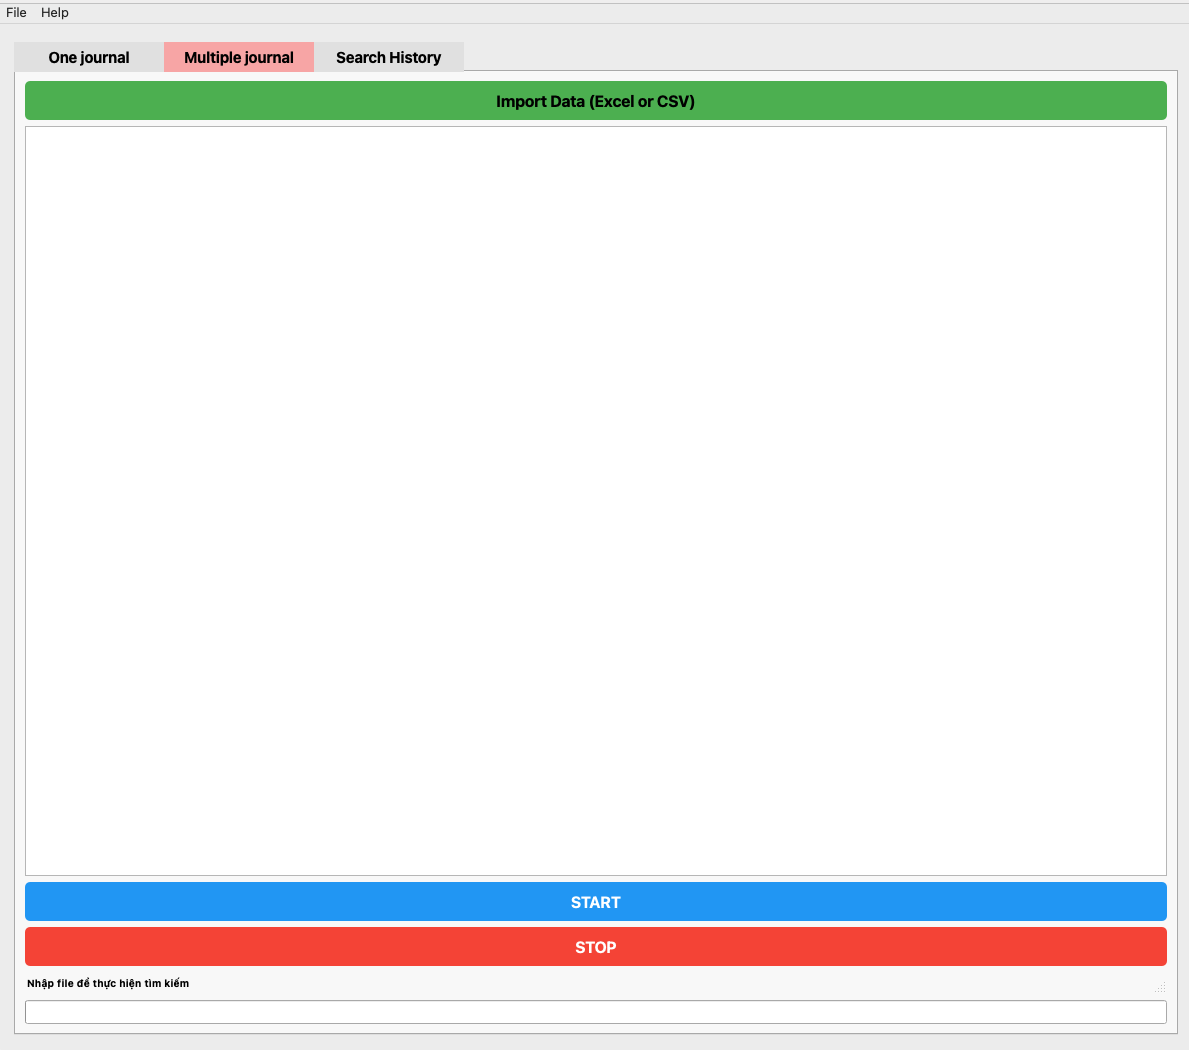 File Help
One journal Multiple journal Search History
Import Data (Excel or CSV)
START
STOP
Nhập file để thực hiện tìm kiếm